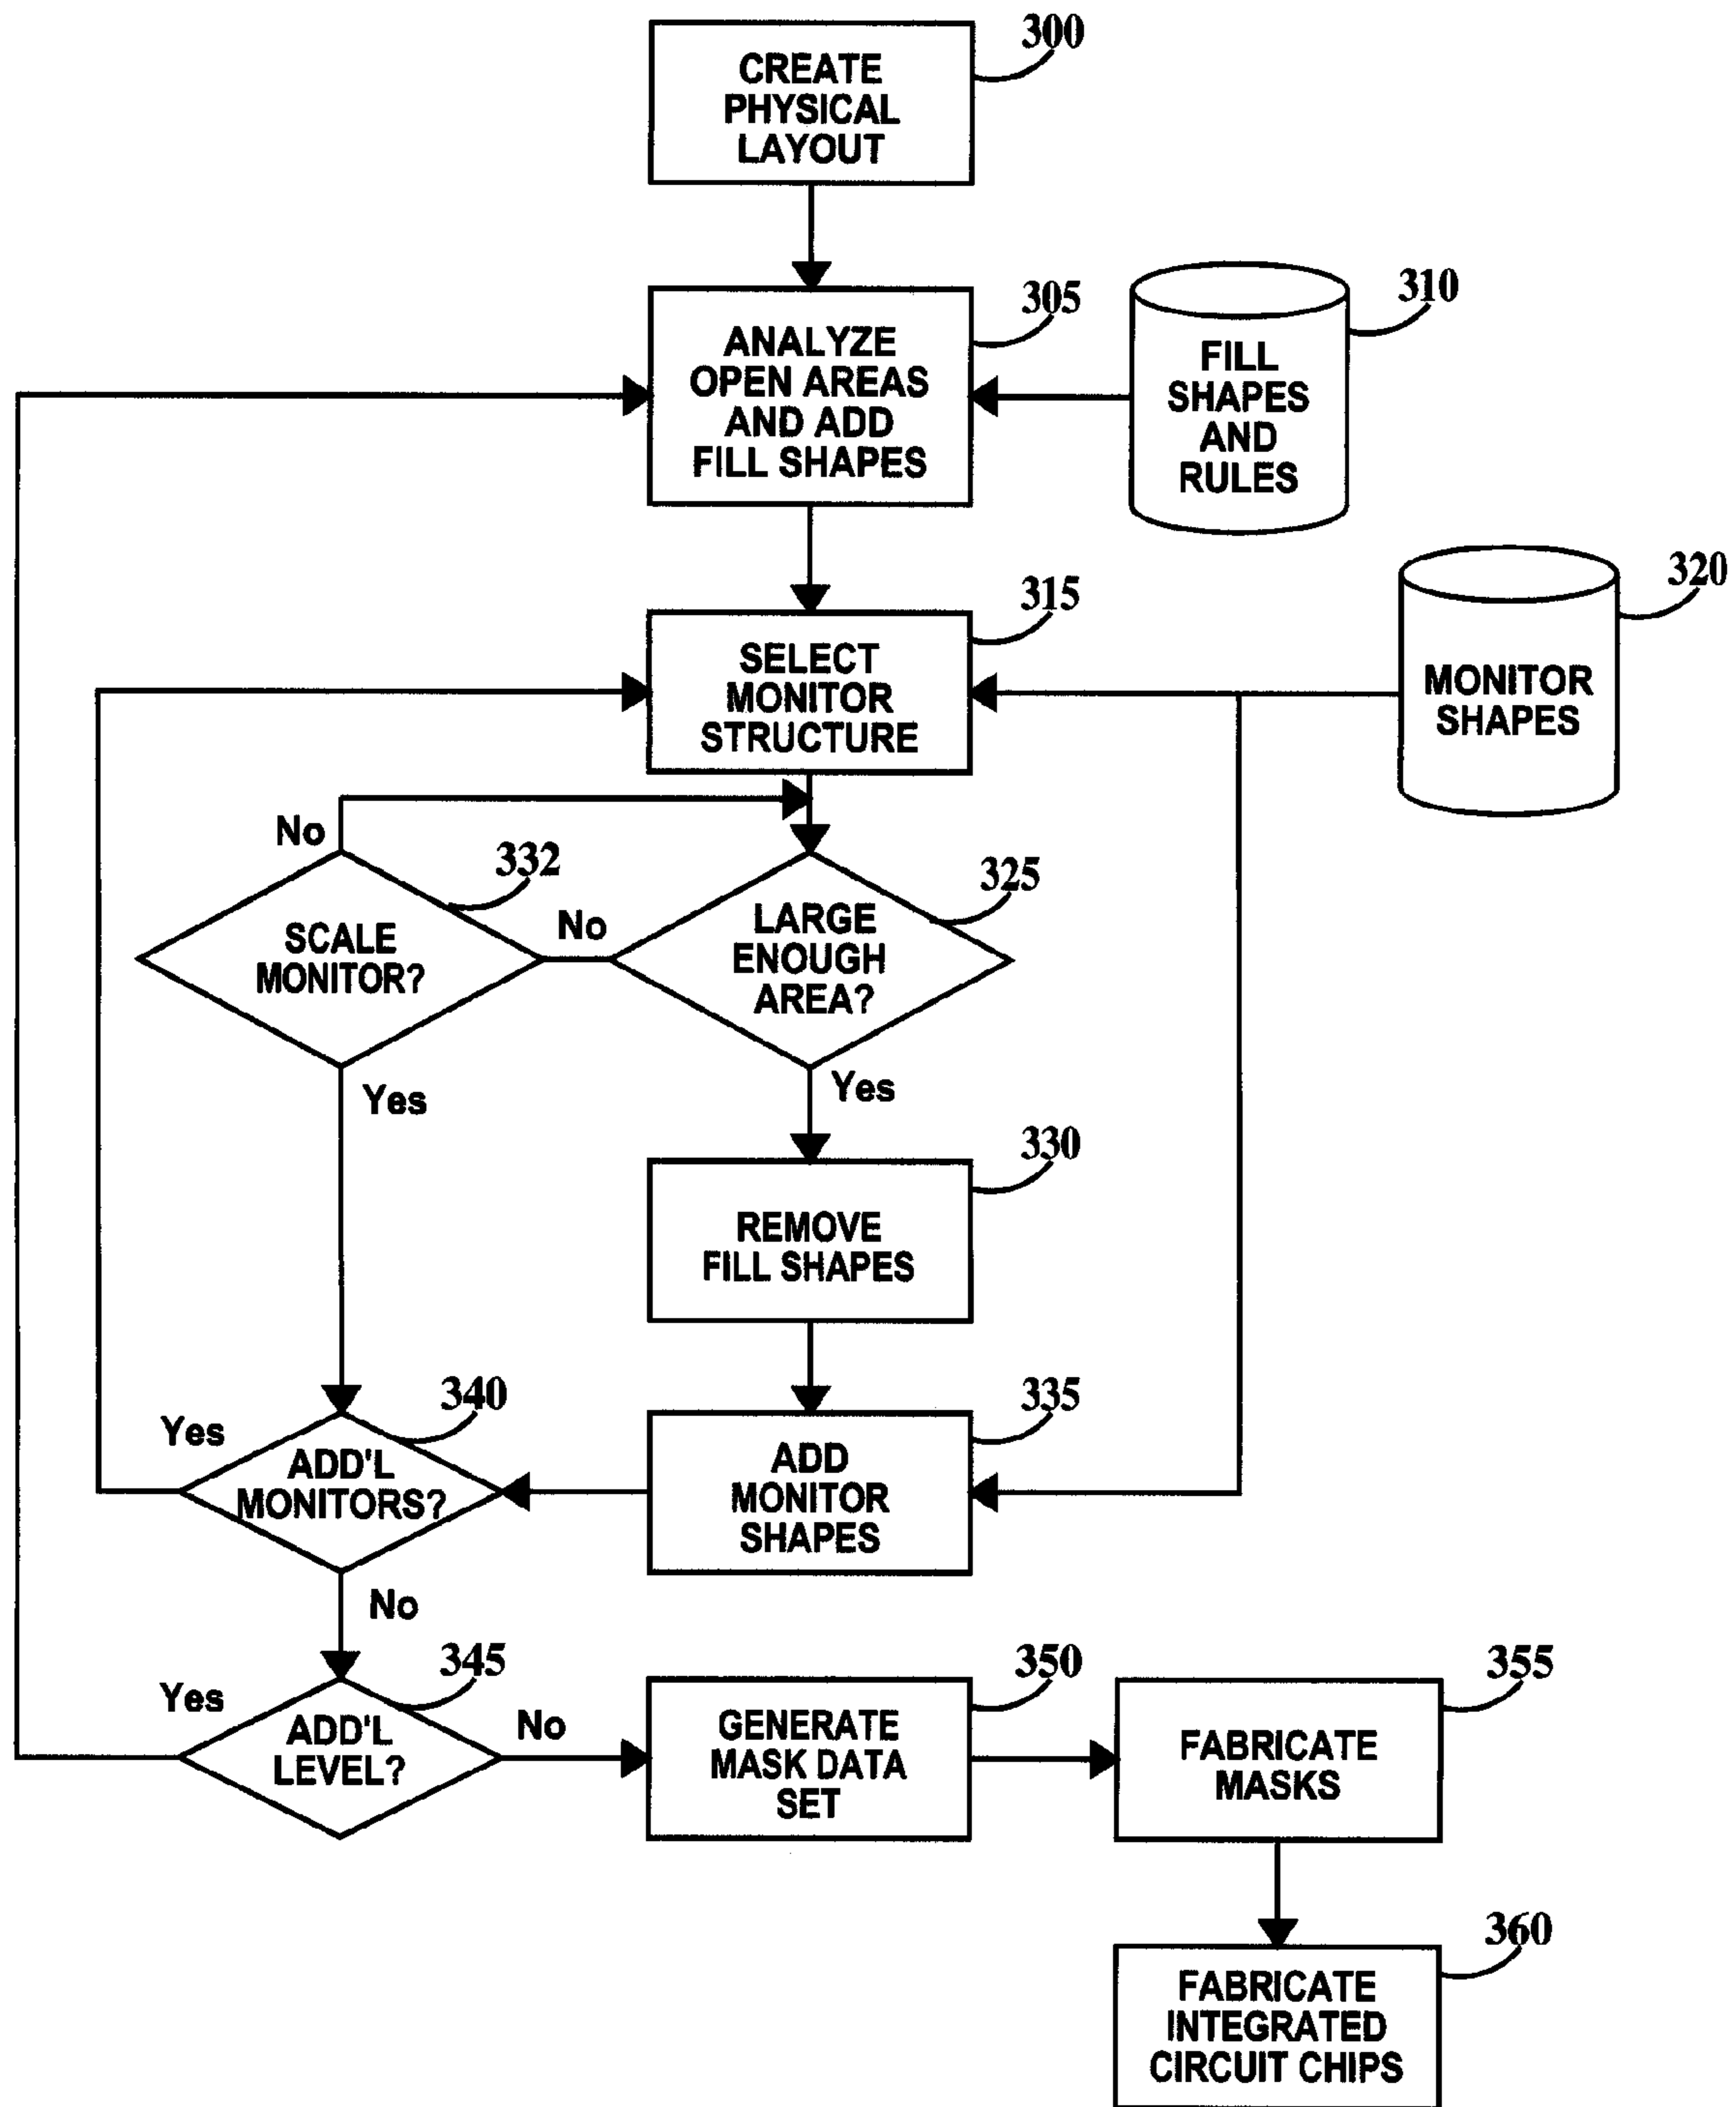 300
CREATE
PHYSICAL
LAYOUT
305
ANALYZE
OPEN AREAS
AND ADD
FILL SHAPES
310
FILL
SHAPES
AND
RULES
315
SELECT
MONITOR
STRUCTURE
320
MONITOR
SHAPES
No
332
SCALE
MONITOR?
No
325
LARGE
ENOUGH
AREA?
Yes
Yes
330
REMOVE
FILL SHAPES
335
ADD
MONITOR
SHAPES
Yes
340
ADD'L
MONITORS?
No
Yes
345
ADD'L
LEVEL?
No
350
GENERATE
MASK DATA
SET
355
FABRICATE
MASKS
360
FABRICATE
INTEGRATED
CIRCUIT CHIPS